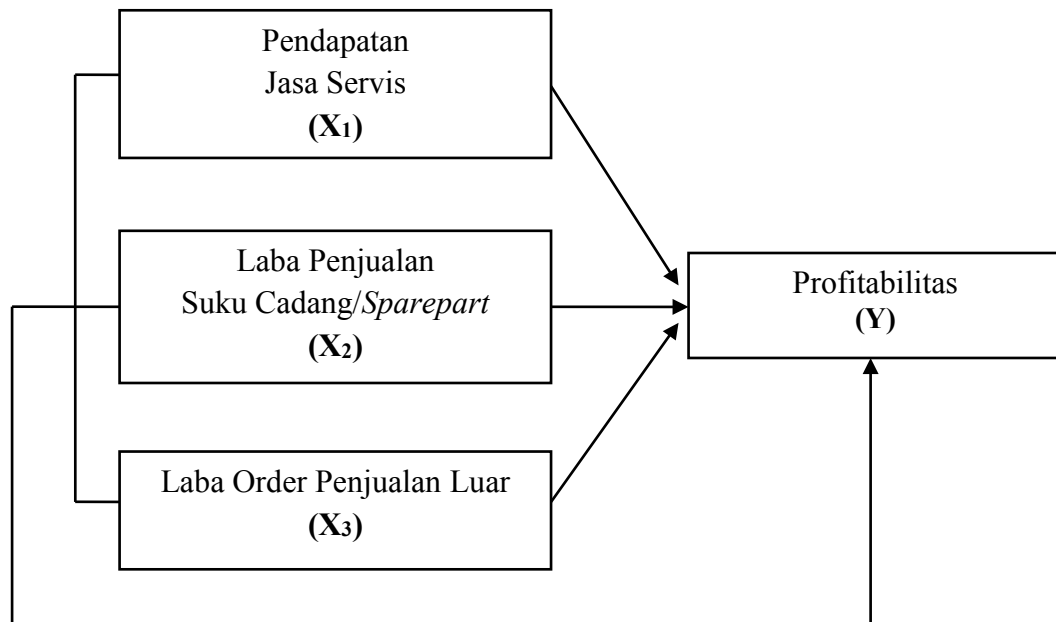 Pendapatan
Jasa Servis
(X1)
Laba Penjualan
Suku Cadang/Sparepart
(X2)
Profitabilitas
(Y)
Laba Order Penjualan Luar
(X3)